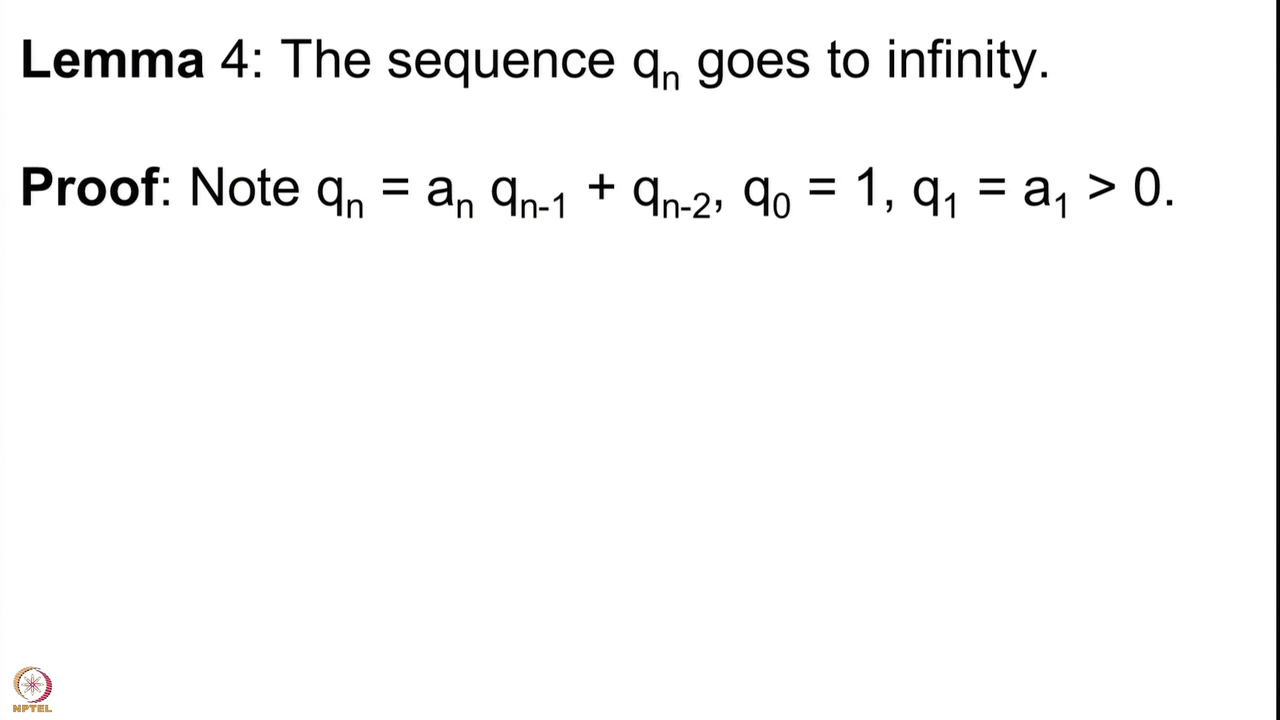 Lemma 4: The sequence qₙ goes to infinity.
Proof: Note qₙ = aₙ qₙ₋₁ + qₙ₋₂, q₀ = 1, q₁ = a₁ > 0.
NPTEL